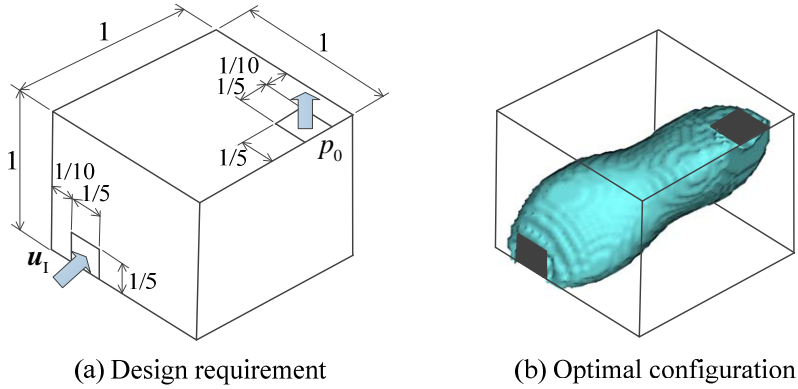 1
1
1
1/10
1/5
1/5
p0
1/10
1/5
1/5
uI
(a) Design requirement
(b) Optimal configuration